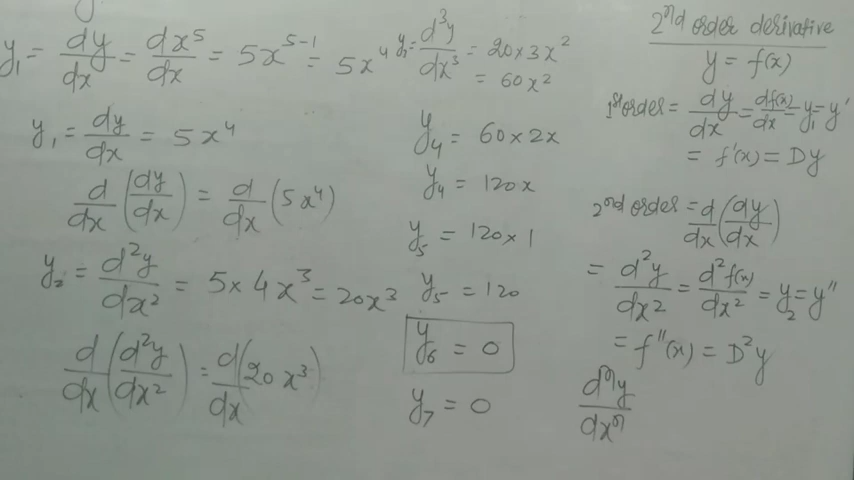 y₁ = dy/dx = dx⁵/dx = 5x⁵⁻¹ = 5x⁴
y₁ = dy/dx = 5x⁴
d/dx (dy/dx) = d/dx (5x⁴)
y₂ = d²y/dx² = 5 × 4x³ = 20x³
d/dx (d²y/dx²) = d/dx (20x³)
y₃ = d³y/dx³ = 20 × 3x²
= 60x²
y₄ = 60 × 2x
y₄ = 120x
y₅ = 120 × 1
y₅ = 120
y₆ = 0
y₇ = 0
2nd order derivative
y = f(x)
1st order = dy/dx = df(x)/dx = y₁ = y'
= f'(x) = Dy
2nd order = d/dx (dy/dx)
= d²y/dx² = d²f(x)/dx² = y₂ = y''
= f''(x) = D²y
dⁿy/dxⁿ